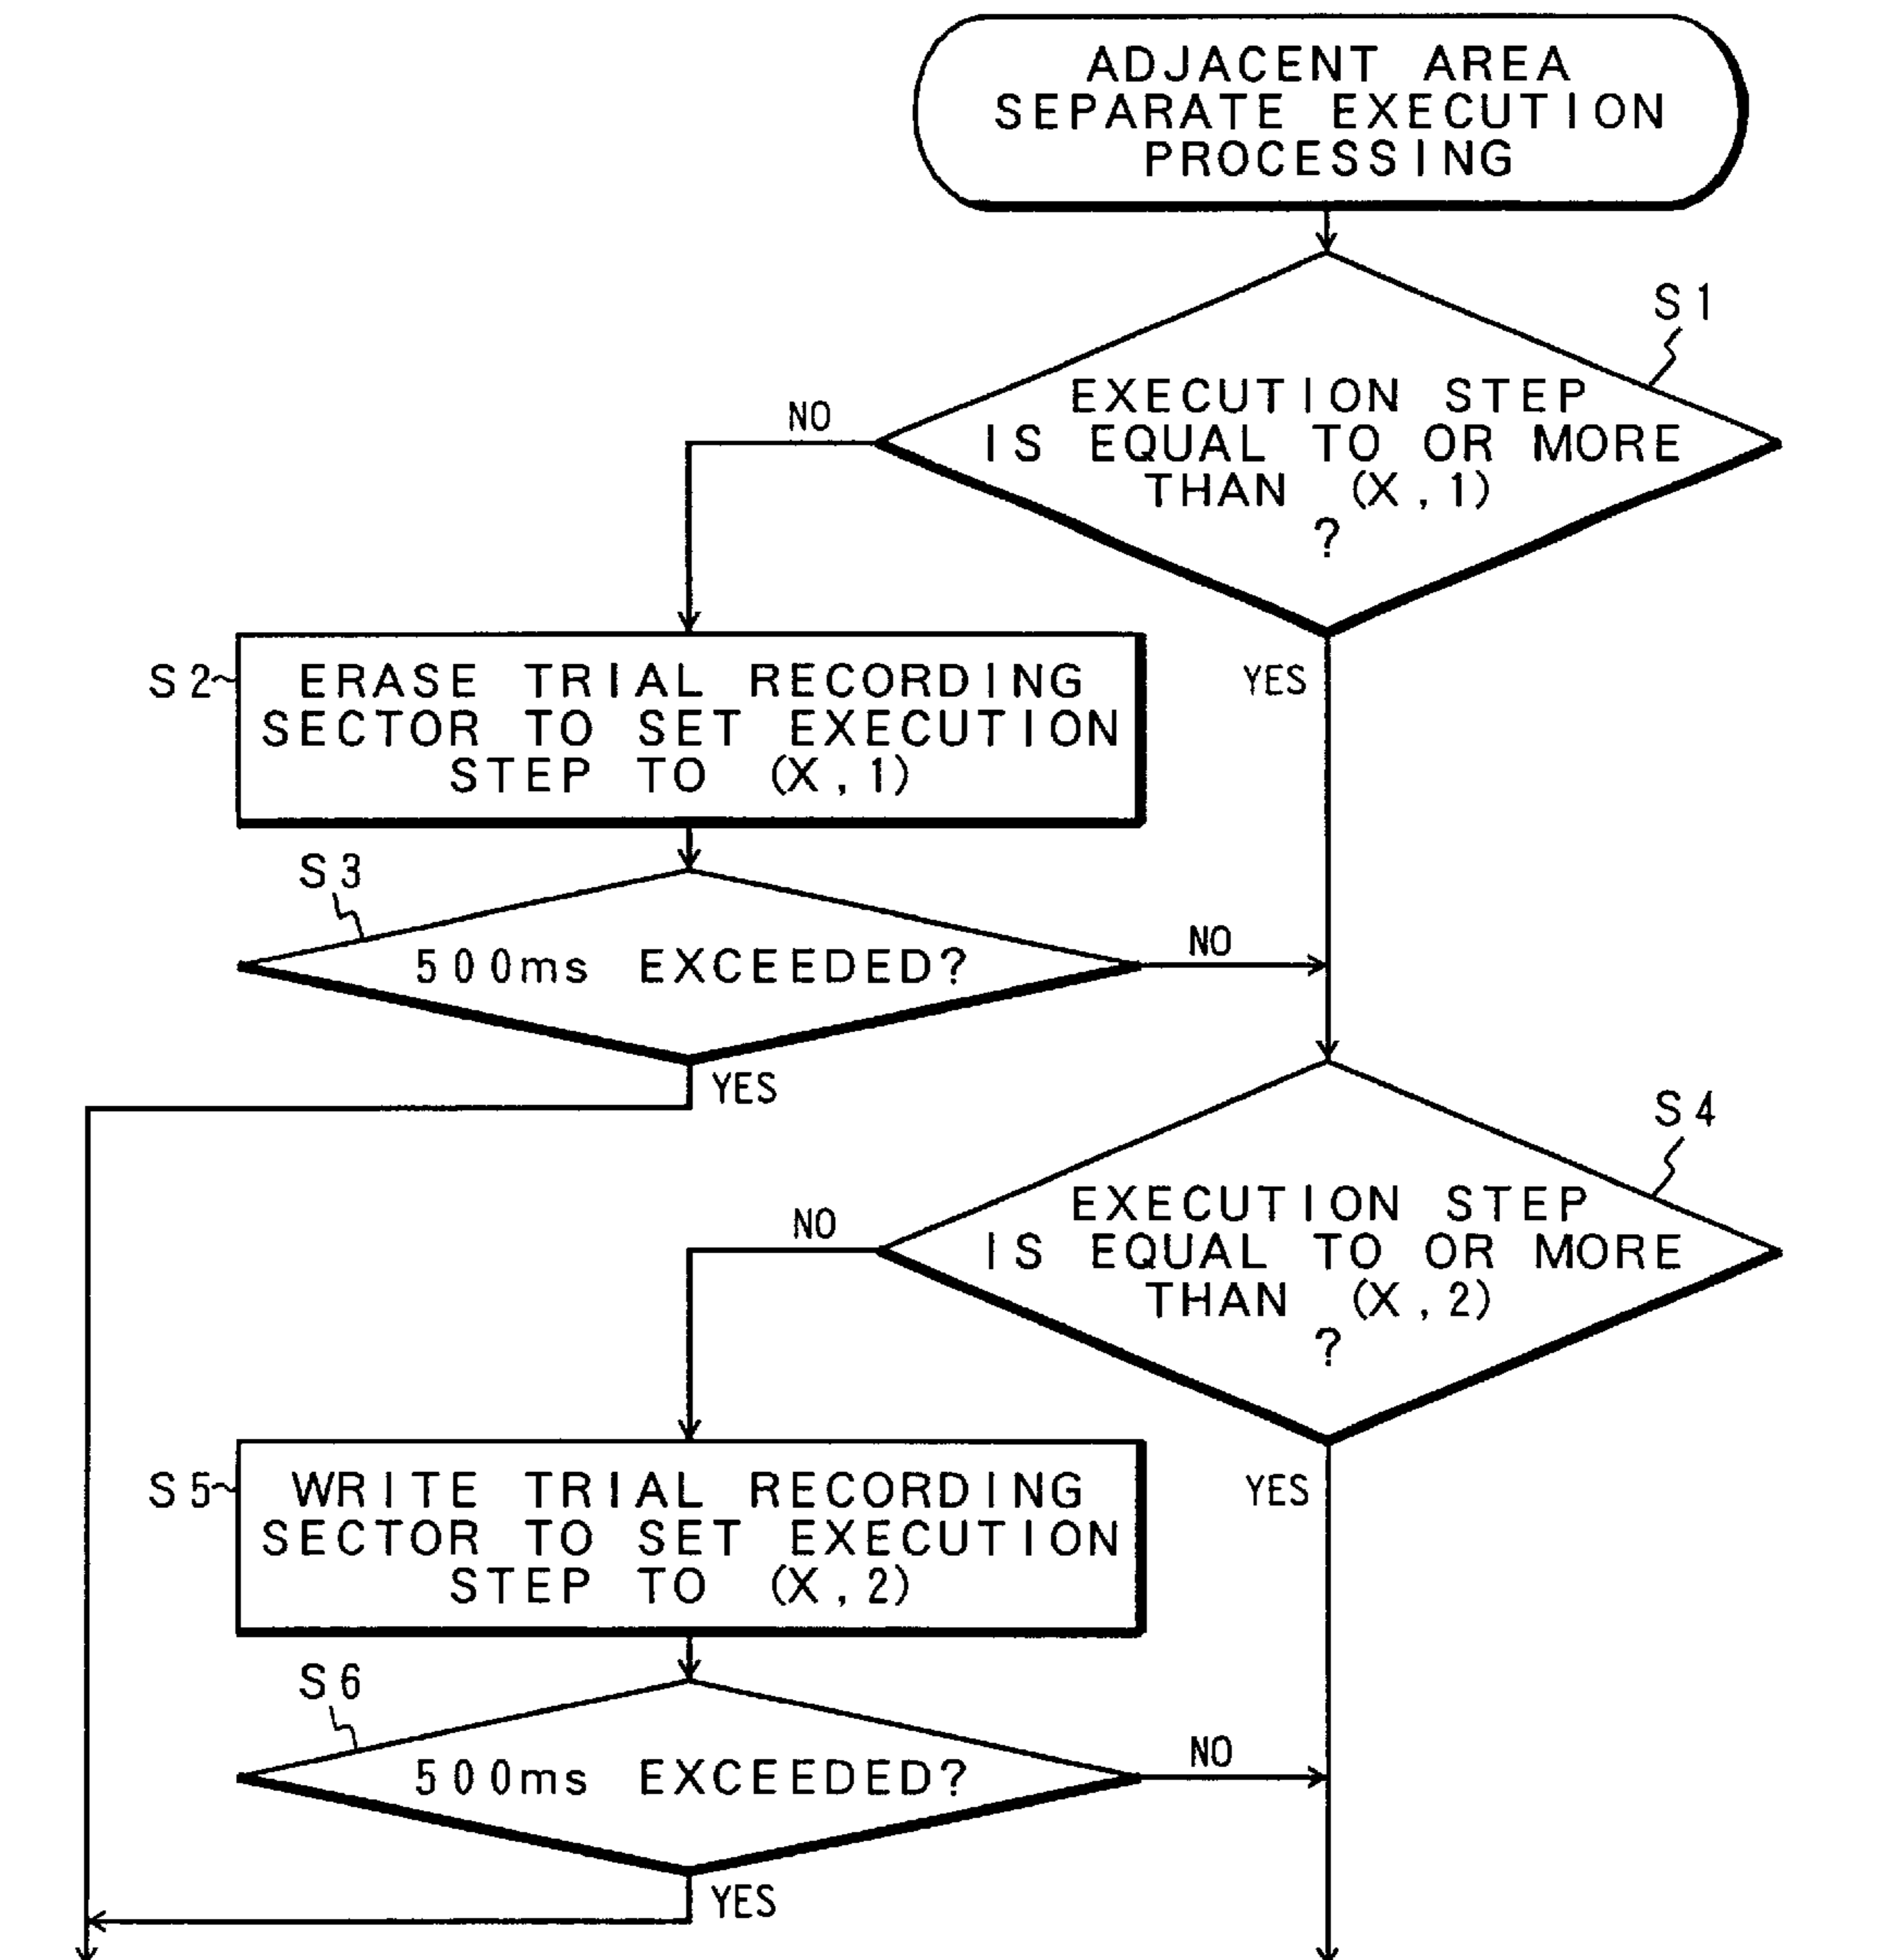 ADJACENT AREA
SEPARATE EXECUTION
PROCESSING
S1
EXECUTION STEP
IS EQUAL TO OR MORE
THAN (X,1)
?
NO
YES
S2
ERASE TRIAL RECORDING
SECTOR TO SET EXECUTION
STEP TO (X,1)
S3
500ms EXCEEDED?
NO
YES
S4
EXECUTION STEP
IS EQUAL TO OR MORE
THAN (X,2)
?
NO
YES
S5
WRITE TRIAL RECORDING
SECTOR TO SET EXECUTION
STEP TO (X,2)
S6
500ms EXCEEDED?
NO
YES